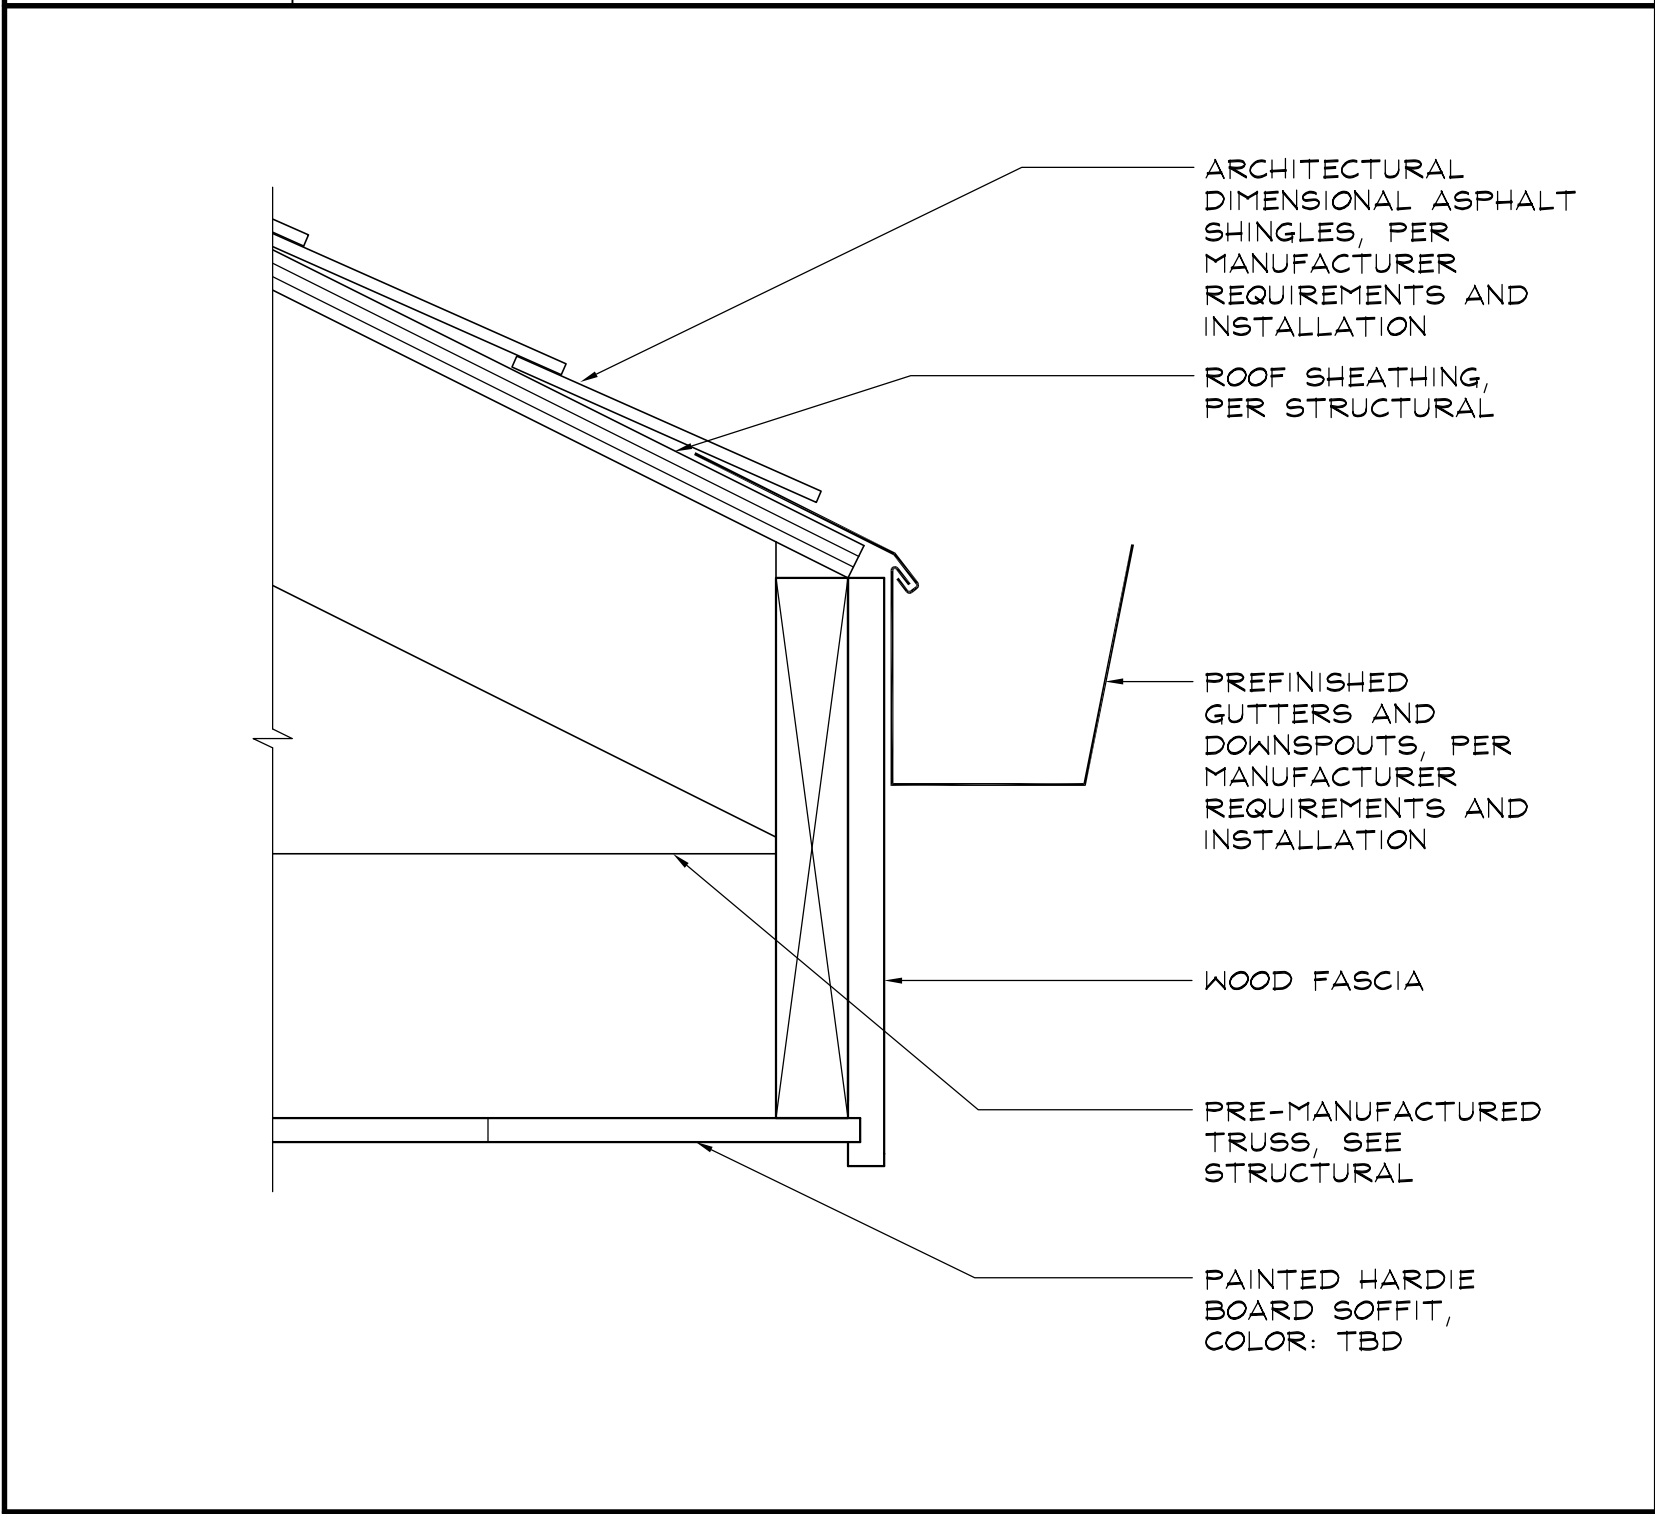 ARCHITECTURAL
DIMENSIONAL ASPHALT
SHINGLES, PER
MANUFACTURER
REQUIREMENTS AND
INSTALLATION
ROOF SHEATHING,
PER STRUCTURAL
PREFINISHED
GUTTERS AND
DOWNSPOUTS, PER
MANUFACTURER
REQUIREMENTS AND
INSTALLATION
WOOD FASCIA
PRE-MANUFACTURED
TRUSS, SEE
STRUCTURAL
PAINTED HARDIE
BOARD SOFFIT,
COLOR: TBD